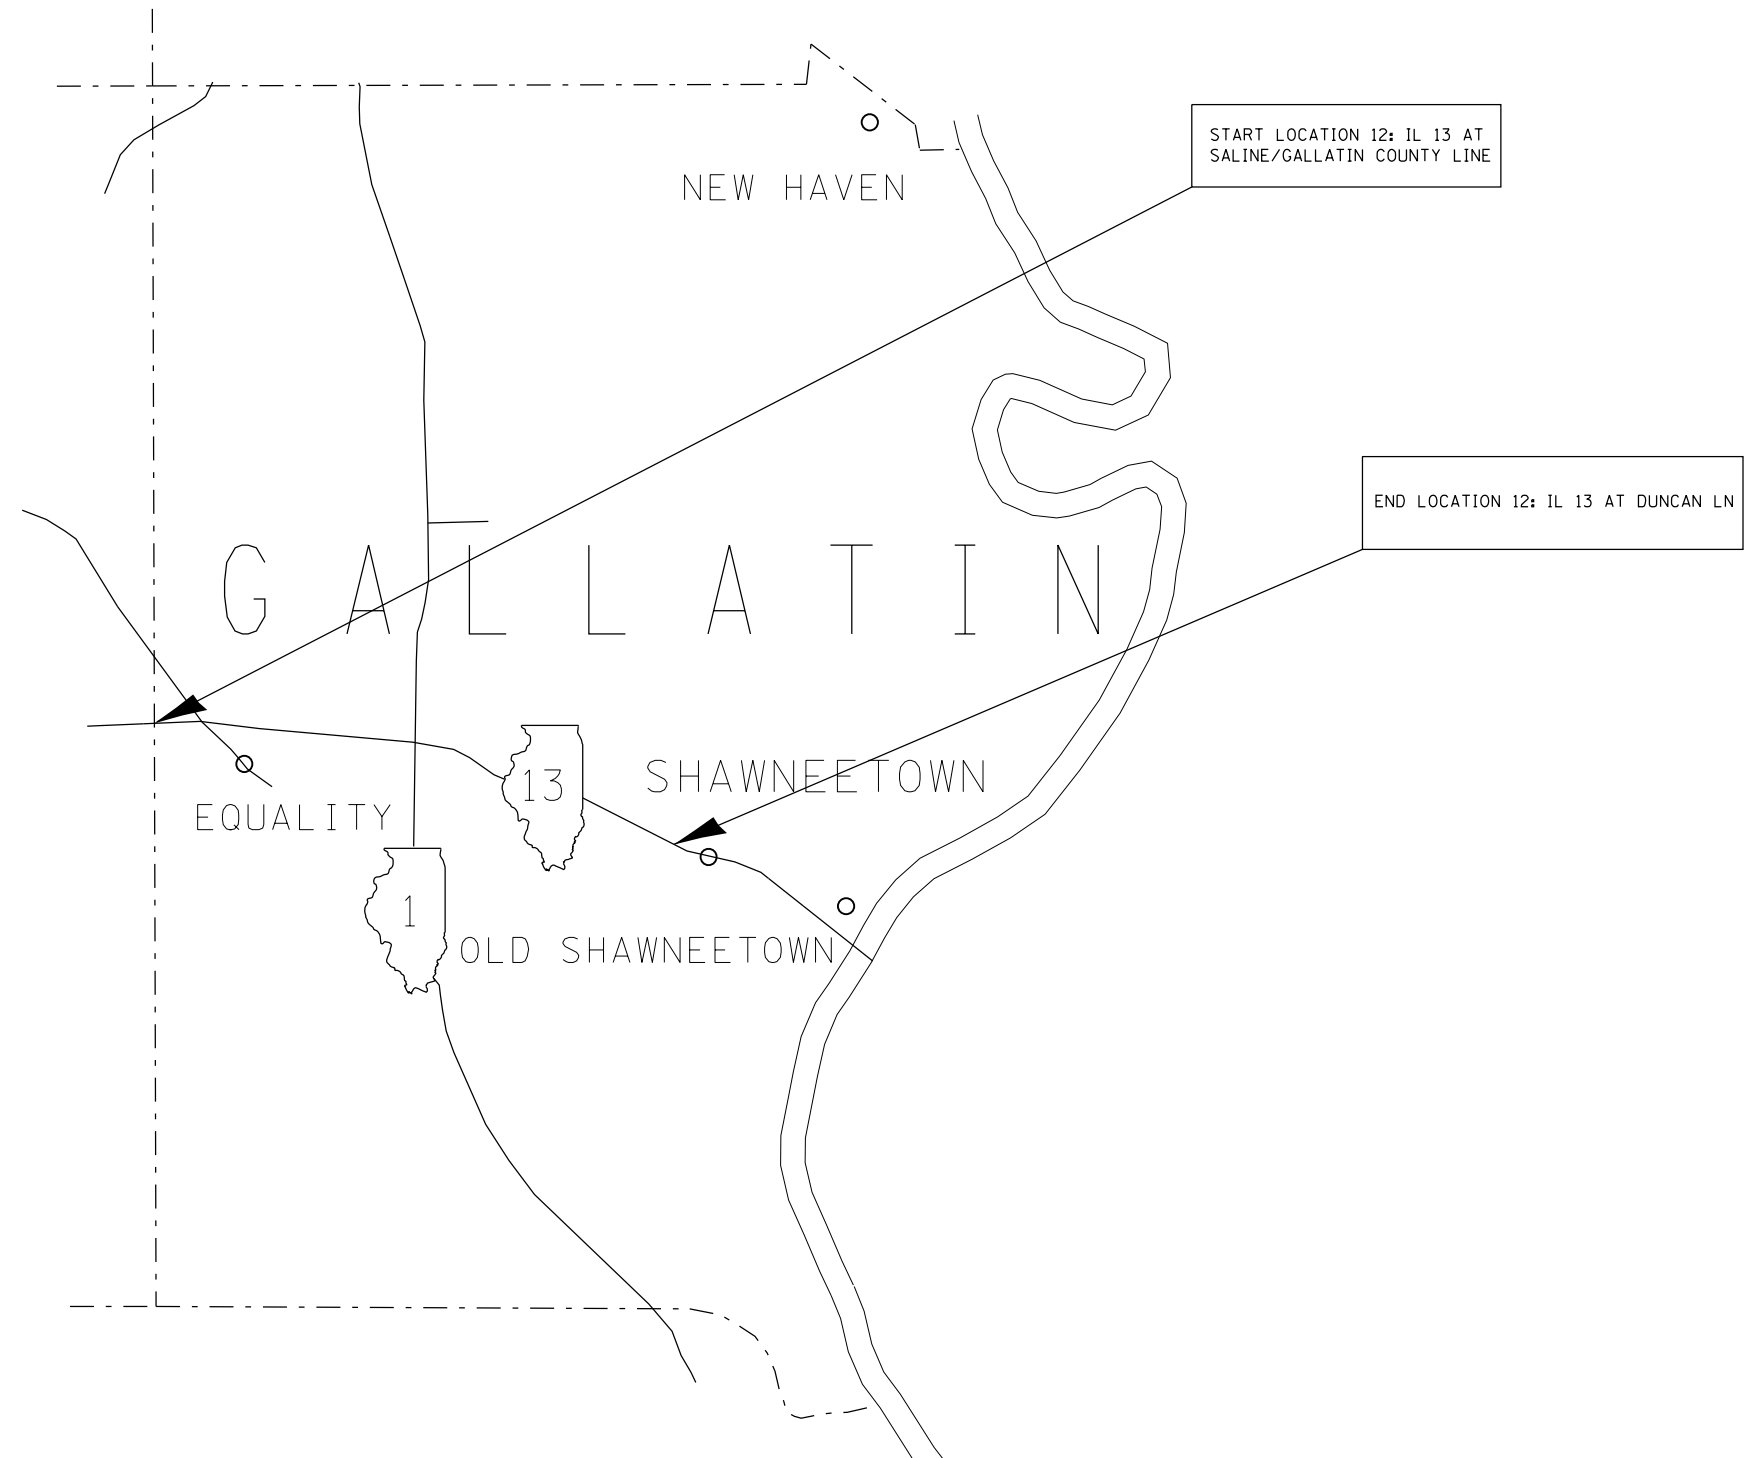 START LOCATION 12: IL 13 AT
SALINE/GALLATIN COUNTY LINE
NEW HAVEN
END LOCATION 12: IL 13 AT DUNCAN LN
GALLATIN
13
SHAWNEETOWN
EQUALITY
1
OLD SHAWNEETOWN